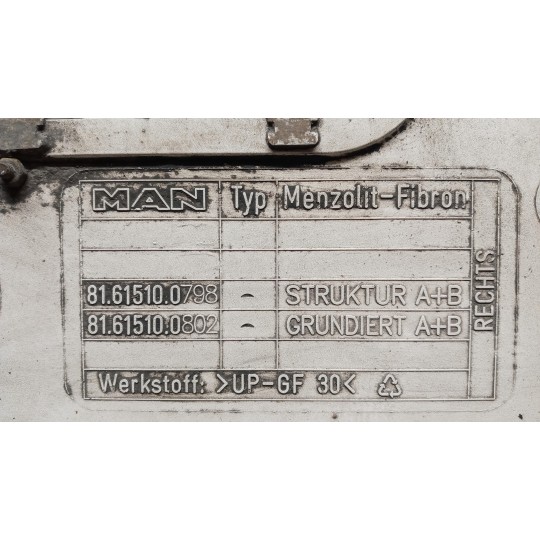 MAN Typ Menzolit-Fibron
81.61510.0798 - STRUKTUR A+B
81.61510.0802 - GRUNDIERT A+B
Werkstoff: >UP-GF 30<
RECHTS